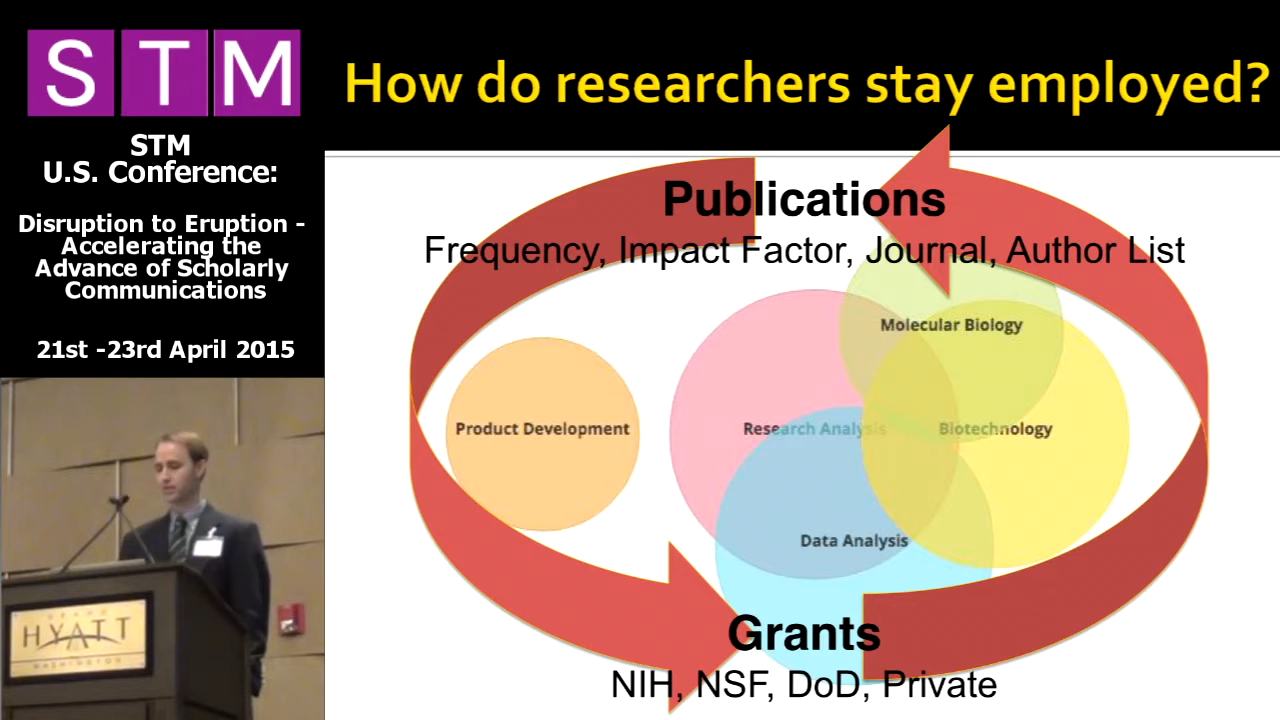 STM
STM
U.S. Conference:
Disruption to Eruption -
Accelerating the
Advance of Scholarly
Communications
21st -23rd April 2015
GRAND
HYATT
WASHINGTON
How do researchers stay employed?
Publications
Frequency, Impact Factor, Journal, Author List
Molecular Biology
Product Development
Research Analysis
Biotechnology
Data Analysis
Grants
NIH, NSF, DoD, Private